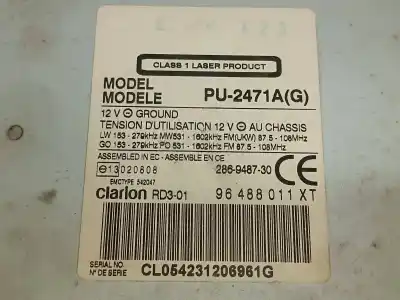 CLASS 1 LASER PRODUCT
MODEL
MODELE PU-2471A(G)
12 V ⊖ GROUND
TENSION D'UTILISATION 12 V ⊖ AU CHASSIS
LW 153 - 279kHz MW531 - 1602kHz FM(UKW) 87.5 - 108MHz
GO 153 - 279kHz PO 531 - 1602kHz FM 87.5 - 108MHz
ASSEMBLED IN EC - ASSEMBLE EN CE
13020808 286-9487-30 CE
EMCTYPE 542047
Clarion RD3-01 96 488 011 XT
SERIAL NO
N° DE SERIE CL054231206961G